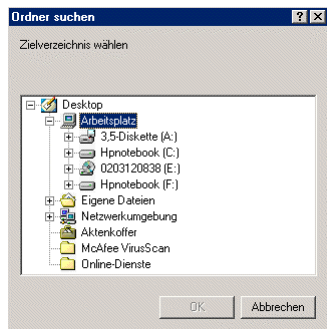 Ordner suchen
Zielverzeichnis wählen
Desktop
Arbeitsplatz
3,5-Diskette (A:)
Hpnotebook (C:)
0203120838 (E:)
Hpnotebook (F:)
Eigene Dateien
Netzwerkumgebung
Aktenkoffer
McAfee VirusScan
Online-Dienste
OK Abbrechen